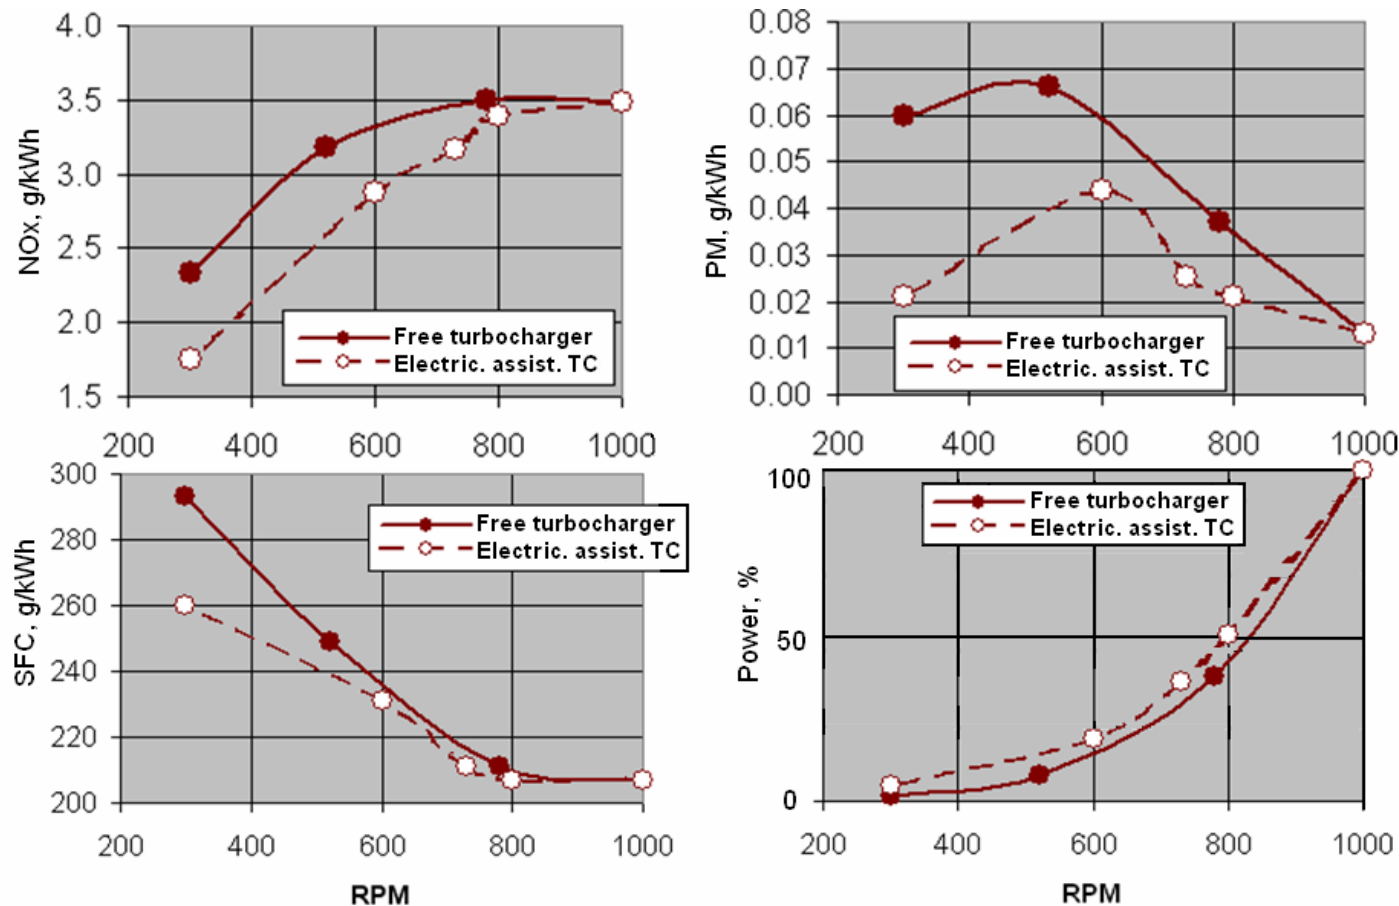 NOx, g/kWh
4.0
3.5
3.0
2.5
2.0
1.5
200 400 600 800 1000
Free turbocharger
Electric. assist. TC
PM, g/kWh
0.08
0.07
0.06
0.05
0.04
0.03
0.02
0.01
0.00
200 400 600 800 1000
Free turbocharger
Electric. assist. TC
SFC, g/kWh
300
280
260
240
220
200
200 400 600 800 1000
RPM
Free turbocharger
Electric. assist. TC
Power, %
100
50
0
200 400 600 800 1000
RPM
Free turbocharger
Electric. assist. TC